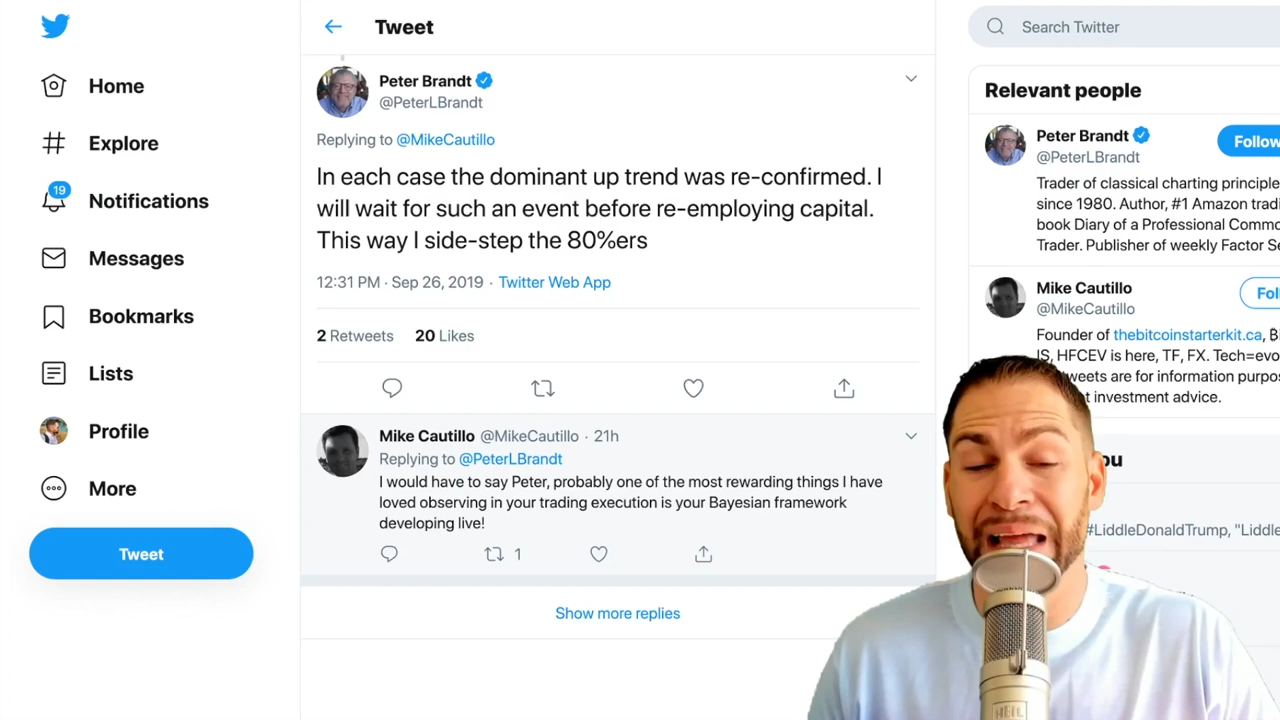 Home
Explore
19
Notifications
Messages
Bookmarks
Lists
Profile
More
Tweet
Tweet
Peter Brandt
@PeterLBrandt
Replying to @MikeCautillo
In each case the dominant up trend was re-confirmed. I
will wait for such an event before re-employing capital.
This way I side-step the 80%ers
12:31 PM · Sep 26, 2019 · Twitter Web App
2 Retweets 20 Likes
Mike Cautillo @MikeCautillo · 21h
Replying to @PeterLBrandt
I would have to say Peter, probably one of the most rewarding things I have
loved observing in your trading execution is your Bayesian framework
developing live!
1
Show more replies
Search Twitter
Relevant people
Peter Brandt
@PeterLBrandt
Follow
Trader of classical charting principle
since 1980. Author, #1 Amazon tradi
book Diary of a Professional Commo
Trader. Publisher of weekly Factor Se
Mike Cautillo
@MikeCautillo
Fol
Founder of thebitcoinstarterkit.ca, ₿
IS, HFCEV is here, TF, FX. Tech=evo
weets are for information purpos
t investment advice.
ou
#LiddleDonaldTrump, "Liddle